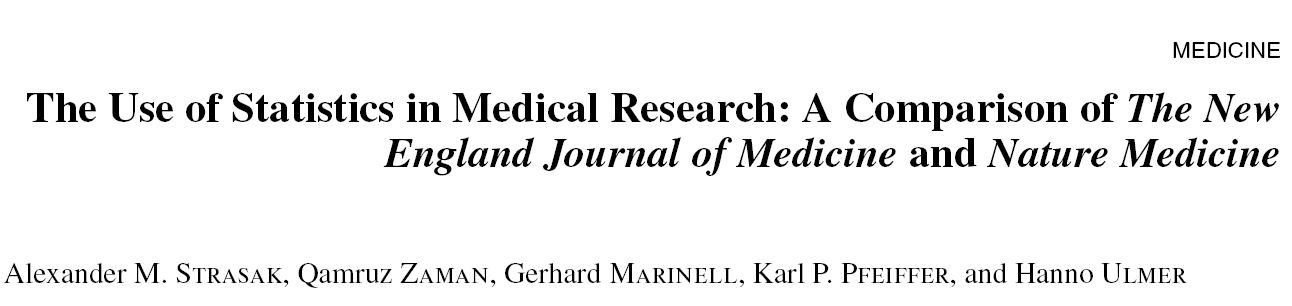 MEDICINE
The Use of Statistics in Medical Research: A Comparison of The New
England Journal of Medicine and Nature Medicine
Alexander M. STRASAK, Qamruz ZAMAN, Gerhard MARINELL, Karl P. PFEIFFER, and Hanno ULMER